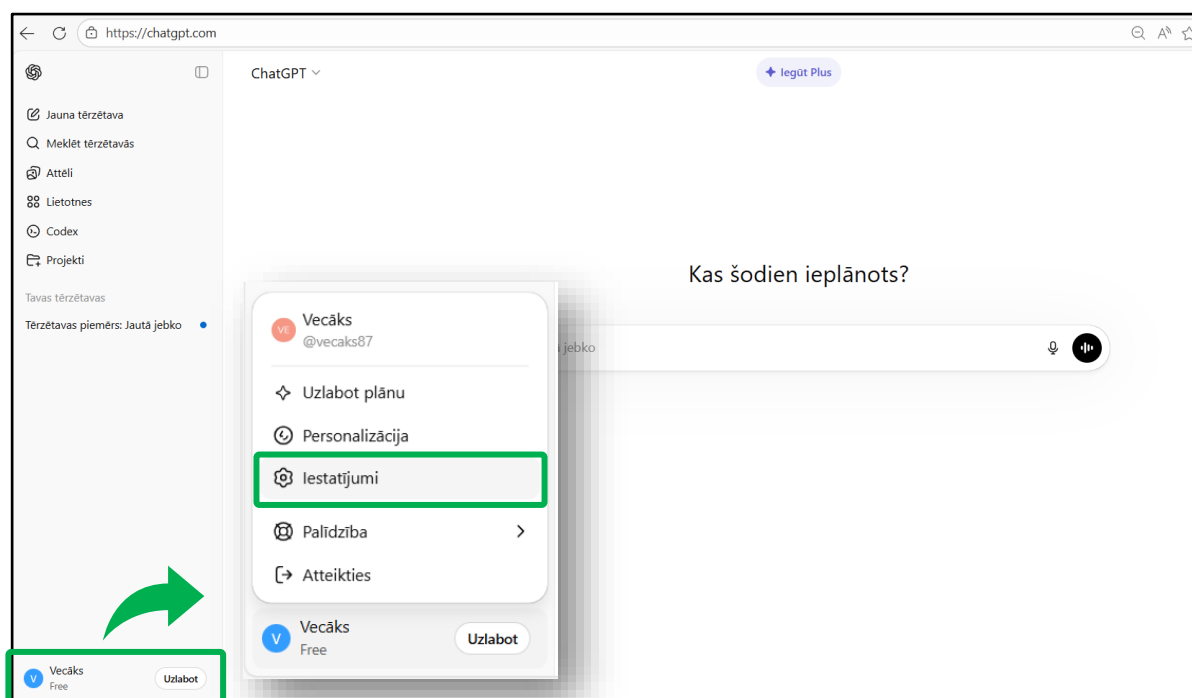 https://chatgpt.com
ChatGPT
Iegūt Plus
Jauna tērzētava
Meklēt tērzētavās
Attēli
Lietotnes
Codex
Projekti
Tavas tērzētavas
Tērzētavas piemērs: Jautā jebko
Kas šodien ieplānots?
jebko
VE
Vecāks
@vecaks87
Uzlabot plānu
Personalizācija
Iestatījumi
Palīdzība
Atteikties
V
Vecāks
Free
Uzlabot
V
Vecāks
Free
Uzlabot